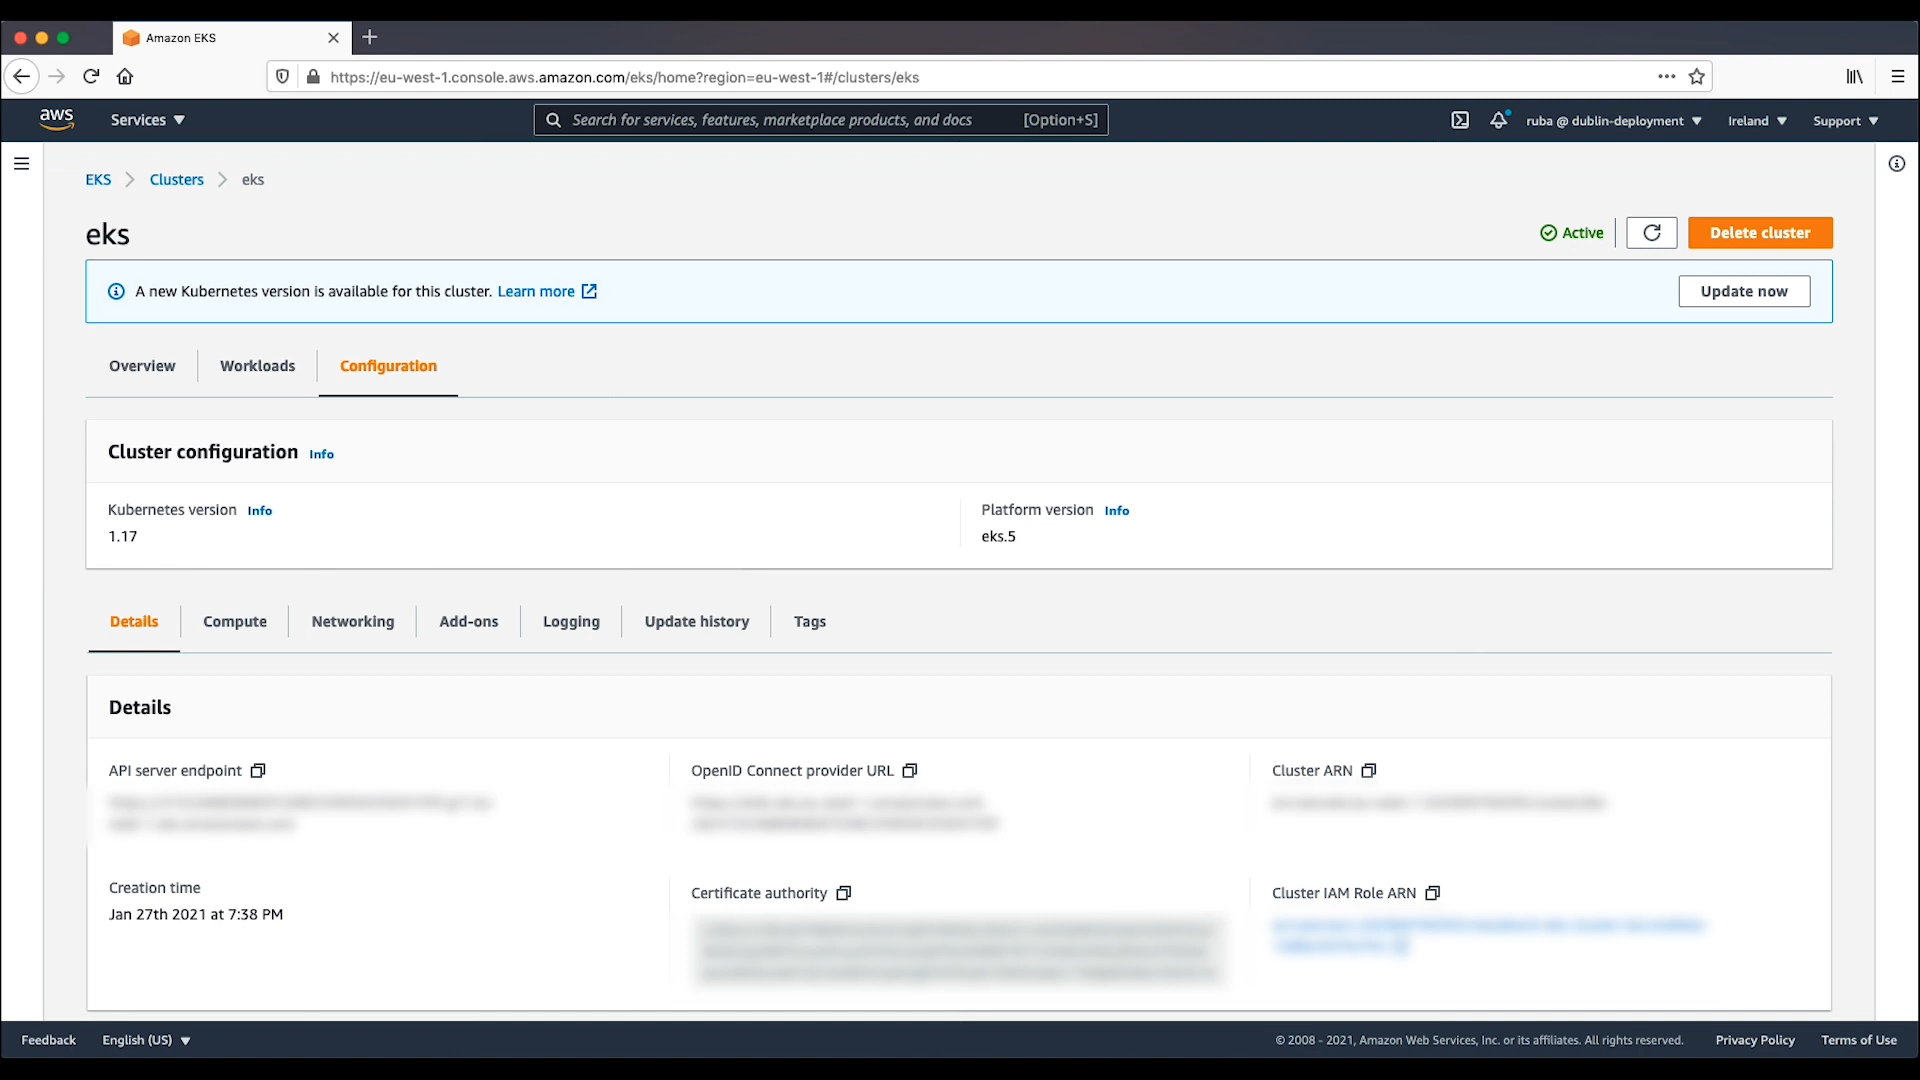 Amazon EKS
https://eu-west-1.console.aws.amazon.com/eks/home?region=eu-west-1#/clusters/eks
aws
Services
Search for services, features, marketplace products, and docs [Option+S]
ruba @ dublin-deployment
Ireland
Support
EKS > Clusters > eks
eks
Active
Delete cluster
A new Kubernetes version is available for this cluster. Learn more
Update now
Overview
Workloads
Configuration
Cluster configuration Info
Kubernetes version Info
1.17
Platform version Info
eks.5
Details
Compute
Networking
Add-ons
Logging
Update history
Tags
Details
API server endpoint
OpenID Connect provider URL
Cluster ARN
Creation time
Jan 27th 2021 at 7:38 PM
Certificate authority
Cluster IAM Role ARN
Feedback
English (US)
© 2008 - 2021, Amazon Web Services, Inc. or its affiliates. All rights reserved.
Privacy Policy
Terms of Use